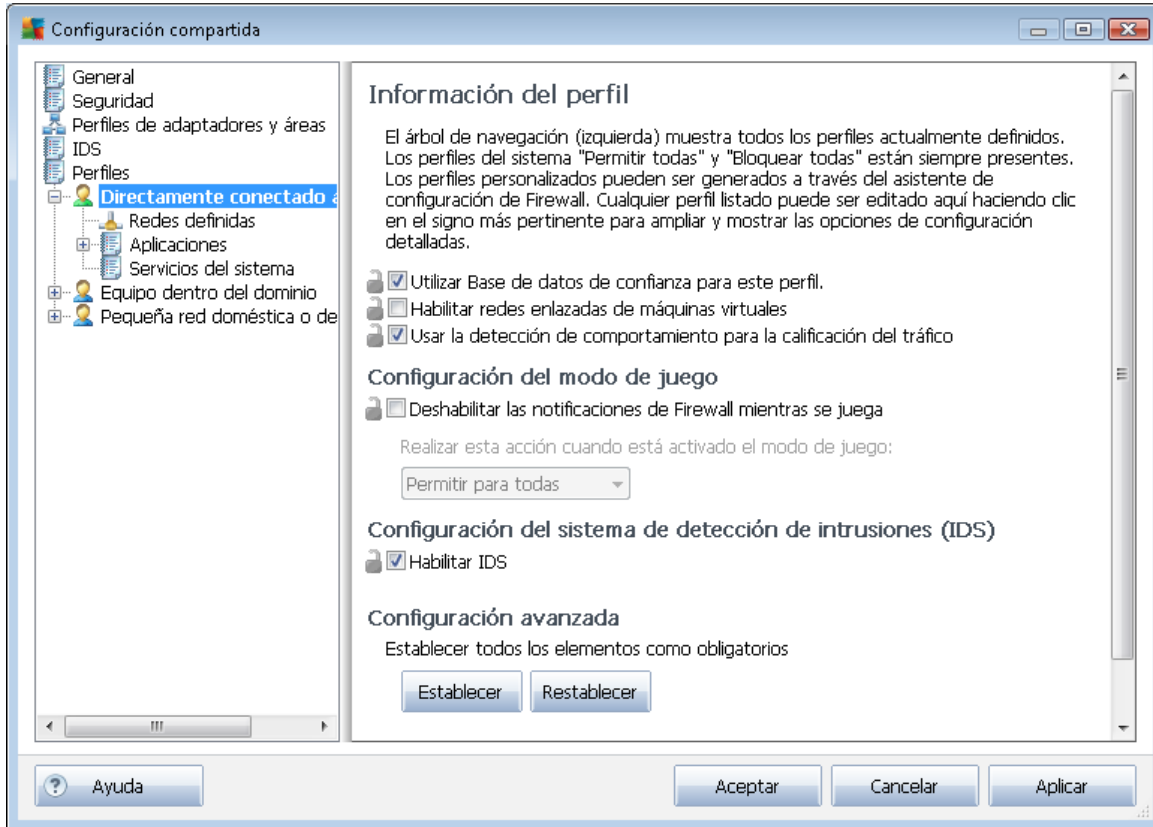 Configuración compartida
General
Seguridad
Perfiles de adaptadores y áreas
IDS
Perfiles
Directamente conectado a
Redes definidas
Aplicaciones
Servicios del sistema
Equipo dentro del dominio
Pequeña red doméstica o de
Información del perfil
El árbol de navegación (izquierda) muestra todos los perfiles actualmente definidos.
Los perfiles del sistema "Permitir todas" y "Bloquear todas" están siempre presentes.
Los perfiles personalizados pueden ser generados a través del asistente de
configuración de Firewall. Cualquier perfil listado puede ser editado aquí haciendo clic
en el signo más pertinente para ampliar y mostrar las opciones de configuración
detalladas.
Utilizar Base de datos de confianza para este perfil.
Habilitar redes enlazadas de máquinas virtuales
Usar la detección de comportamiento para la calificación del tráfico
Configuración del modo de juego
Deshabilitar las notificaciones de Firewall mientras se juega
Realizar esta acción cuando está activado el modo de juego:
Permitir para todas
Configuración del sistema de detección de intrusiones (IDS)
Habilitar IDS
Configuración avanzada
Establecer todos los elementos como obligatorios
Establecer Restablecer
? Ayuda Aceptar Cancelar Aplicar